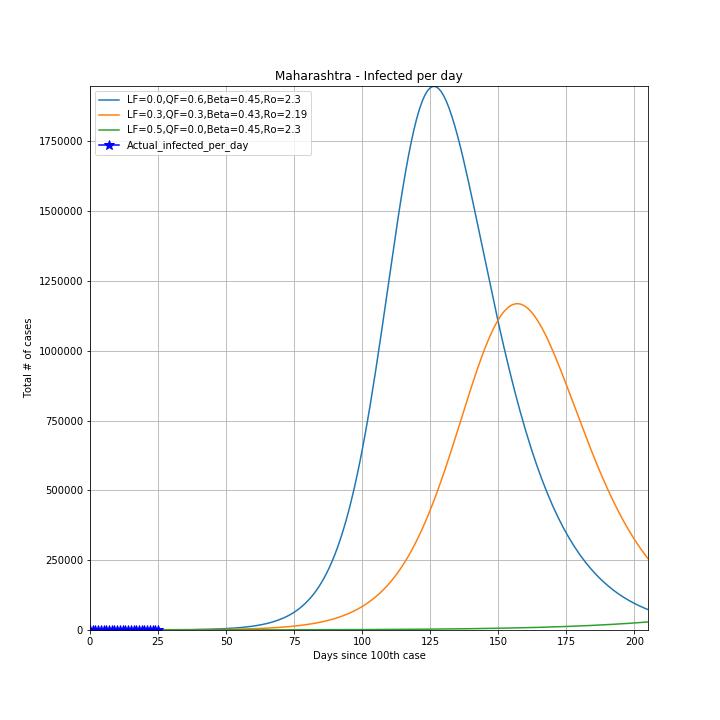 Maharashtra - Infected per day
LF=0.0,QF=0.6,Beta=0.45,Ro=2.3
LF=0.3,QF=0.3,Beta=0.43,Ro=2.19
LF=0.5,QF=0.0,Beta=0.45,Ro=2.3
Actual_infected_per_day
Total # of cases
1750000
1500000
1250000
1000000
750000
500000
250000
0
0 25 50 75 100 125 150 175 200
Days since 100th case